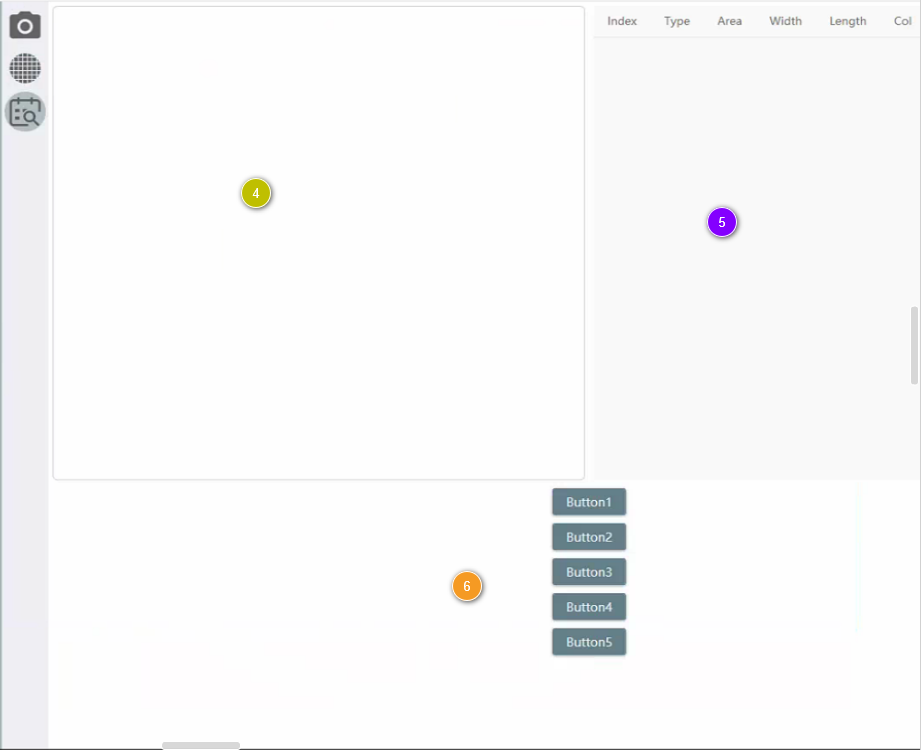 Index Type Area Width Length Col
4
5
Button1
Button2
Button3
6
Button4
Button5